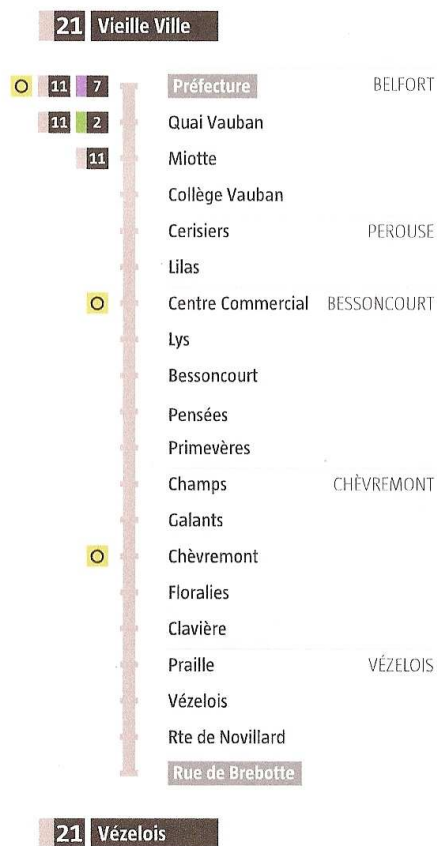 21 Vieille Ville
11 7 Préfecture BELFORT
11 2 Quai Vauban
11 Miotte
Collège Vauban
Cerisiers PEROUSE
Lilas
Centre Commercial BESSONCOURT
Lys
Bessoncourt
Pensées
Primevères
Champs CHÈVREMONT
Galants
Chèvremont
Floralies
Clavière
Praille VÉZELOIS
Vézelois
Rte de Novillard
Rue de Brebotte
21 Vézelois